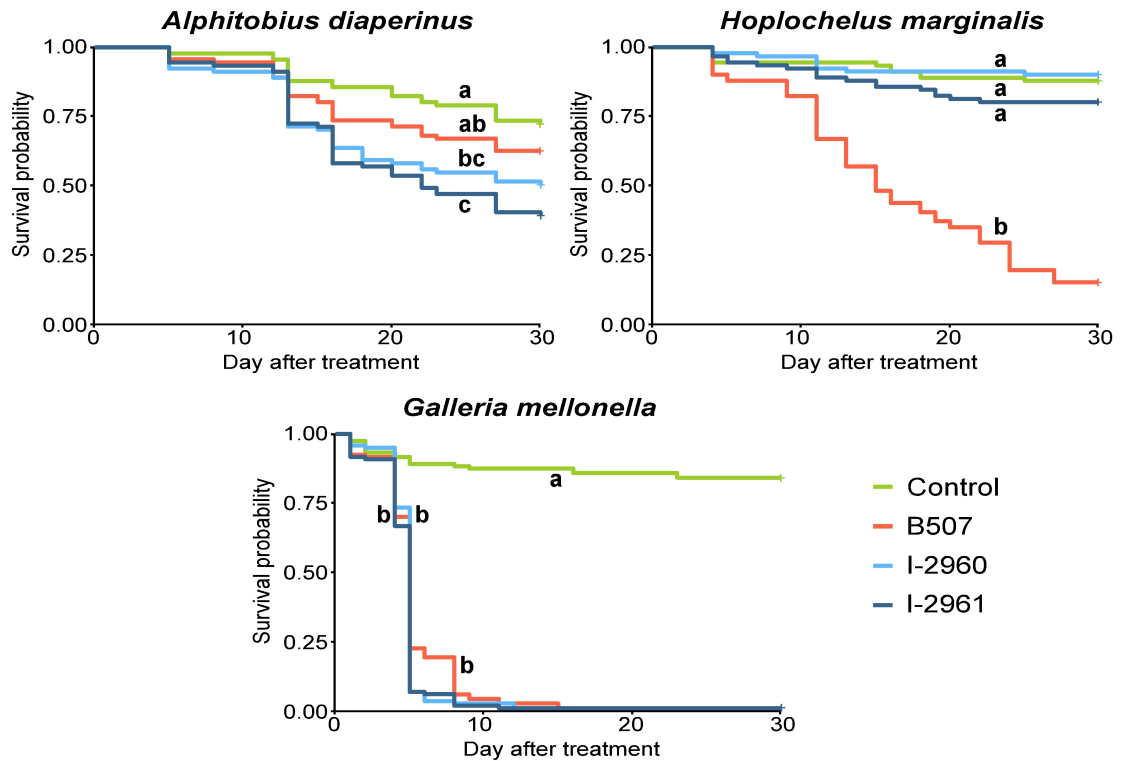 Alphitobius diaperinus
Survival probability
1.00
0.75
0.50
0.25
0.00
a
ab
bc
c
0 10 20 30
Day after treatment
Hoplochelus marginalis
Survival probability
1.00
0.75
0.50
0.25
0.00
a
a
a
b
0 10 20 30
Day after treatment
Galleria mellonella
Survival probability
1.00
0.75
0.50
0.25
0.00
a
b b
b
0 10 20 30
Day after treatment
Control
B507
I-2960
I-2961